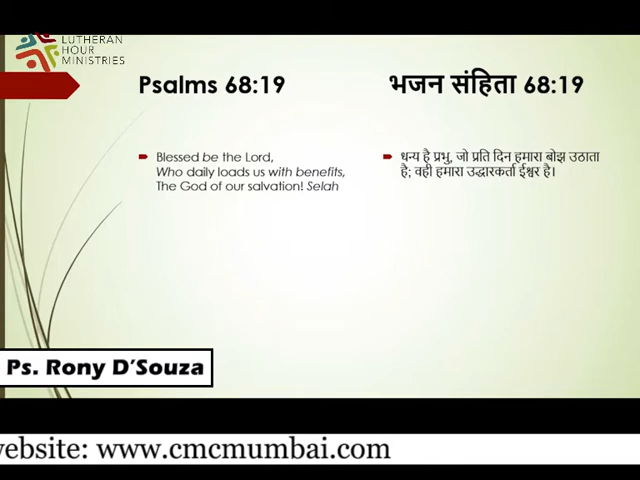 LUTHERAN
HOUR
MINISTRIES
Psalms 68:19
Blessed be the Lord,
Who daily loads us with benefits,
The God of our salvation! Selah
भजन संहिता 68:19
धन्य है प्रभु, जो प्रति दिन हमारा बोझ उठाता
है; वही हमारा उद्धारकर्ता ईश्वर है।
Ps. Rony D'Souza
website: www.cmcmumbai.com